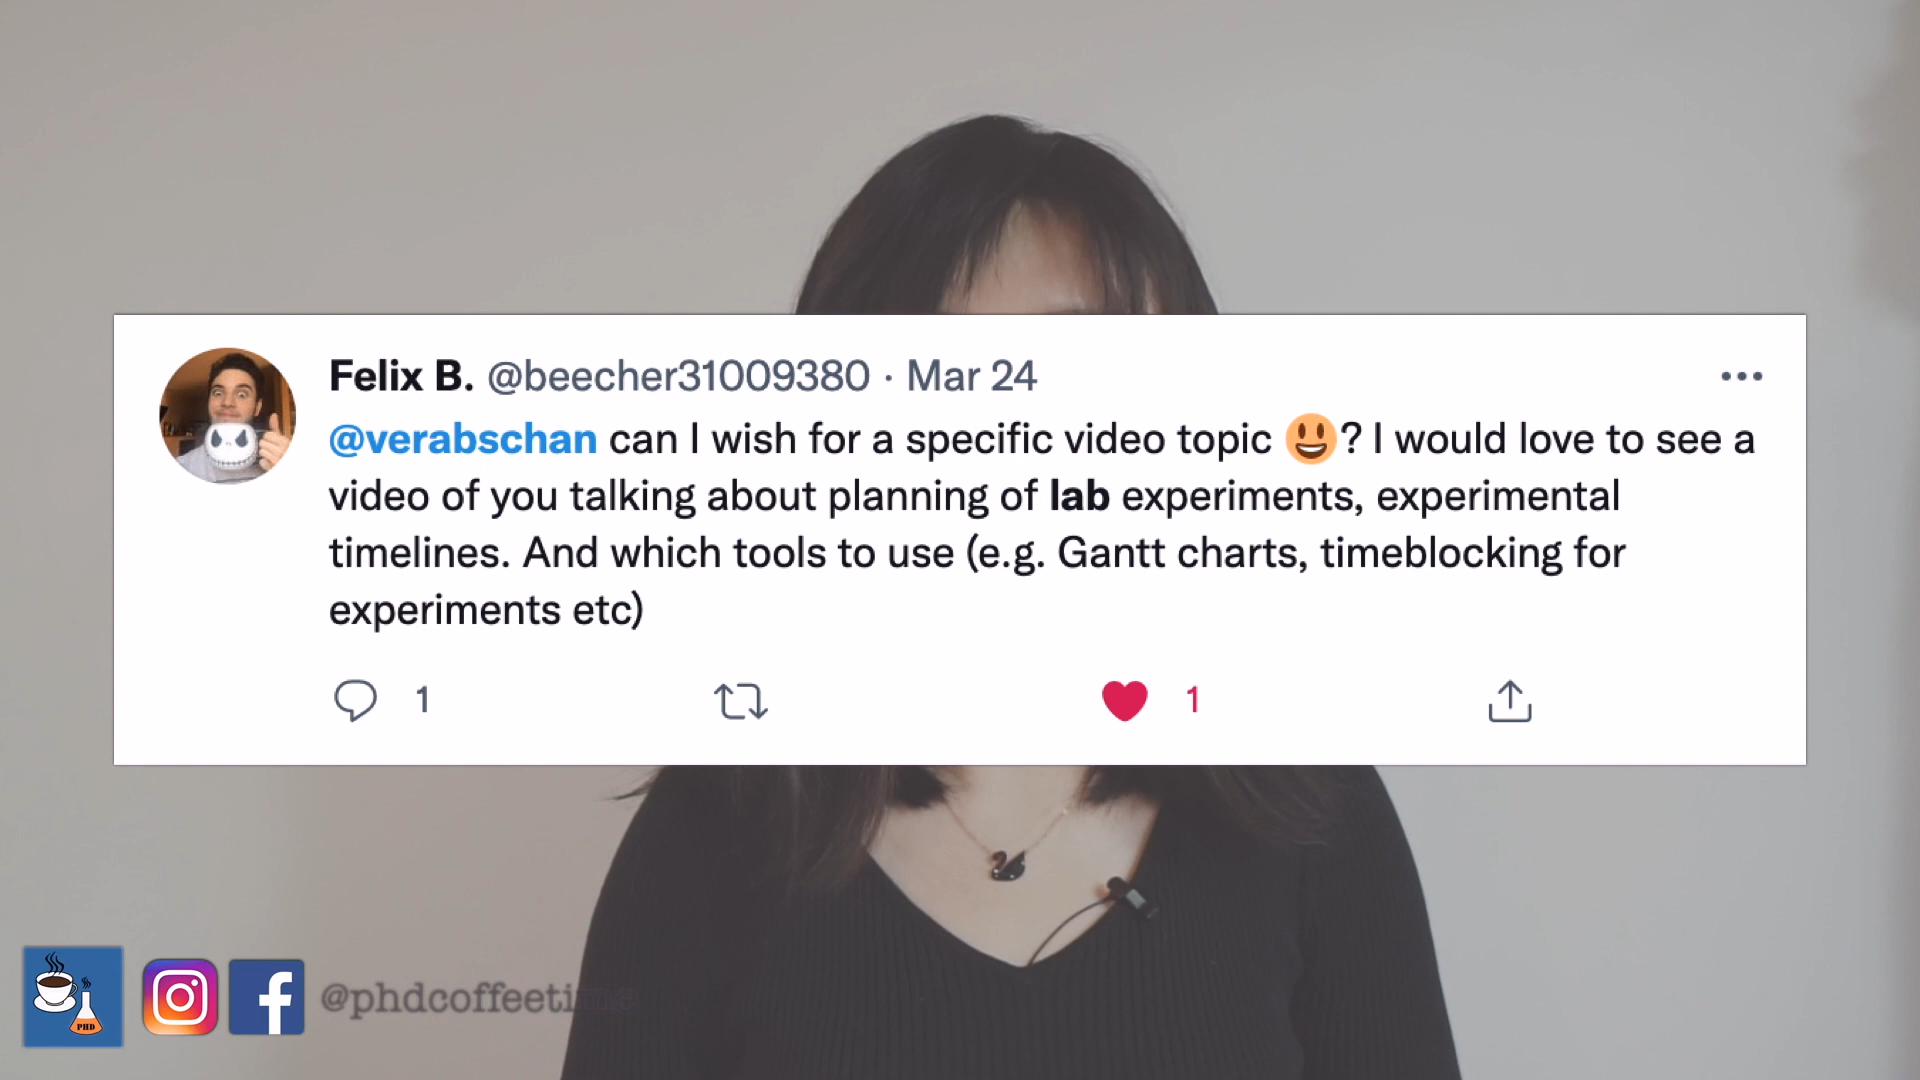 Felix B. @beecher31009380 · Mar 24
@verabschan can I wish for a specific video topic 😃? I would love to see a
video of you talking about planning of lab experiments, experimental
timelines. And which tools to use (e.g. Gantt charts, timeblocking for
experiments etc)
1 1
PHD
@phdcoffeetime